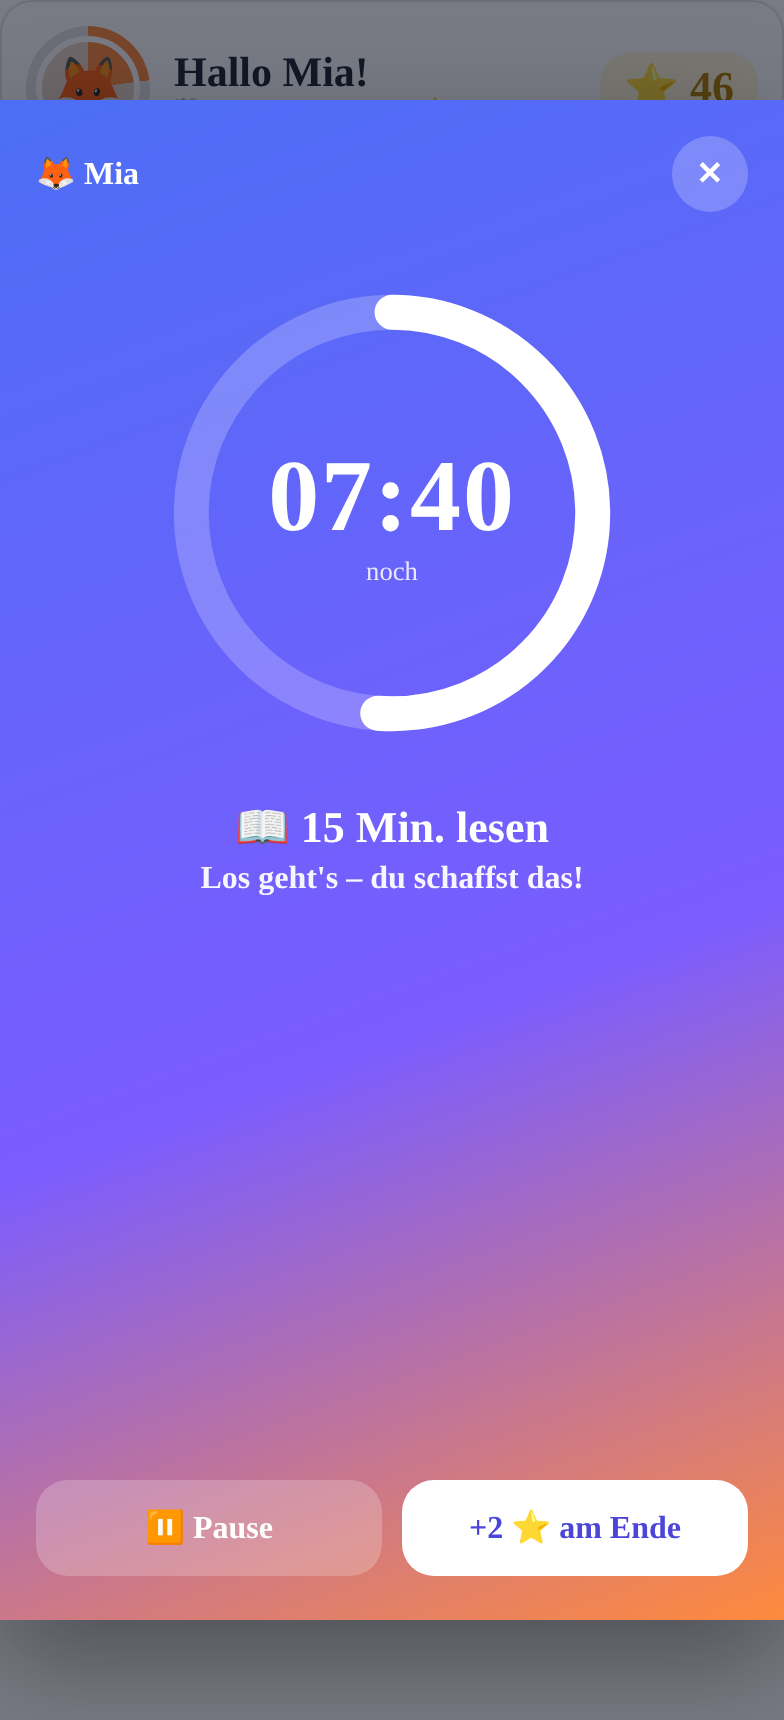 Hallo Mia!
⭐ 46
🦊 Mia
✕
07:40
noch
📖 15 Min. lesen
Los geht's – du schaffst das!
⏸️ Pause
+2 ⭐ am Ende